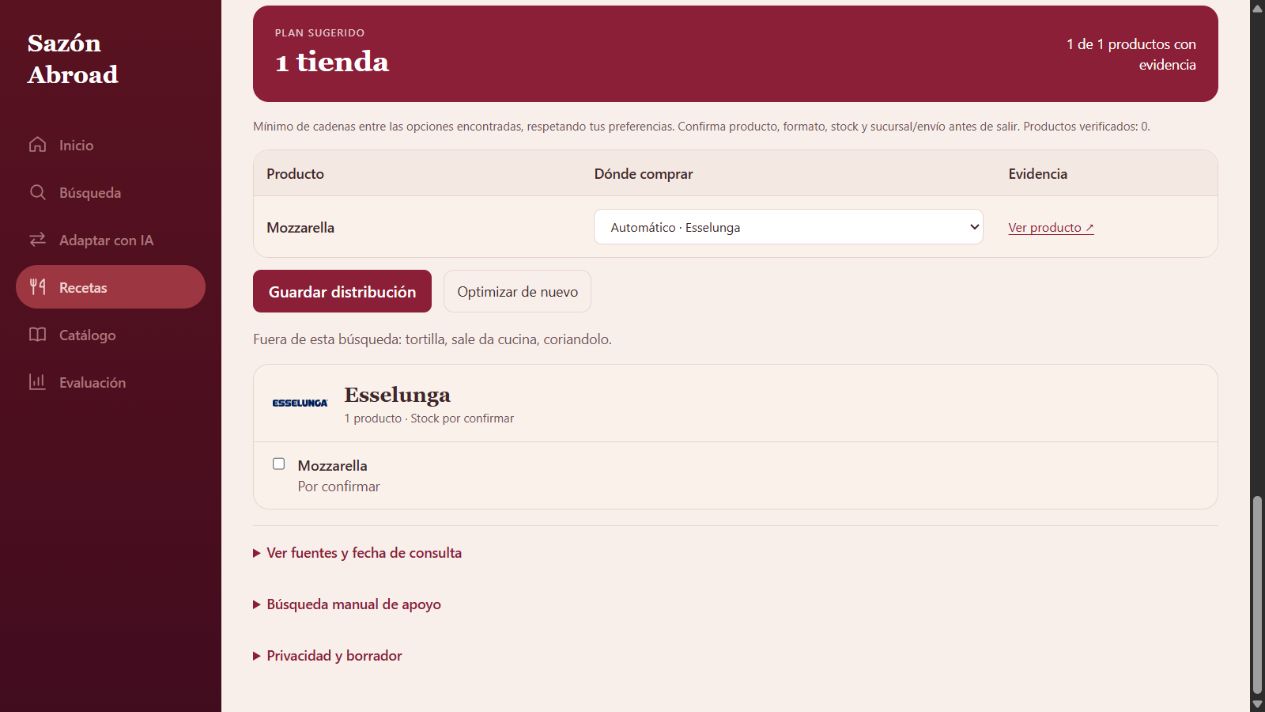 Sazón
Abroad
Inicio
Búsqueda
Adaptar con IA
Recetas
Catálogo
Evaluación
PLAN SUGERIDO
1 tienda
1 de 1 productos con
evidencia
Mínimo de cadenas entre las opciones encontradas, respetando tus preferencias. Confirma producto, formato, stock y sucursal/envío antes de salir. Productos verificados: 0.
Producto Dónde comprar Evidencia
Mozzarella Automático · Esselunga Ver producto ↗
Guardar distribución Optimizar de nuevo
Fuera de esta búsqueda: tortilla, sale da cucina, coriandolo.
ESSELUNGA
Esselunga
1 producto · Stock por confirmar
Mozzarella
Por confirmar
Ver fuentes y fecha de consulta
Búsqueda manual de apoyo
Privacidad y borrador